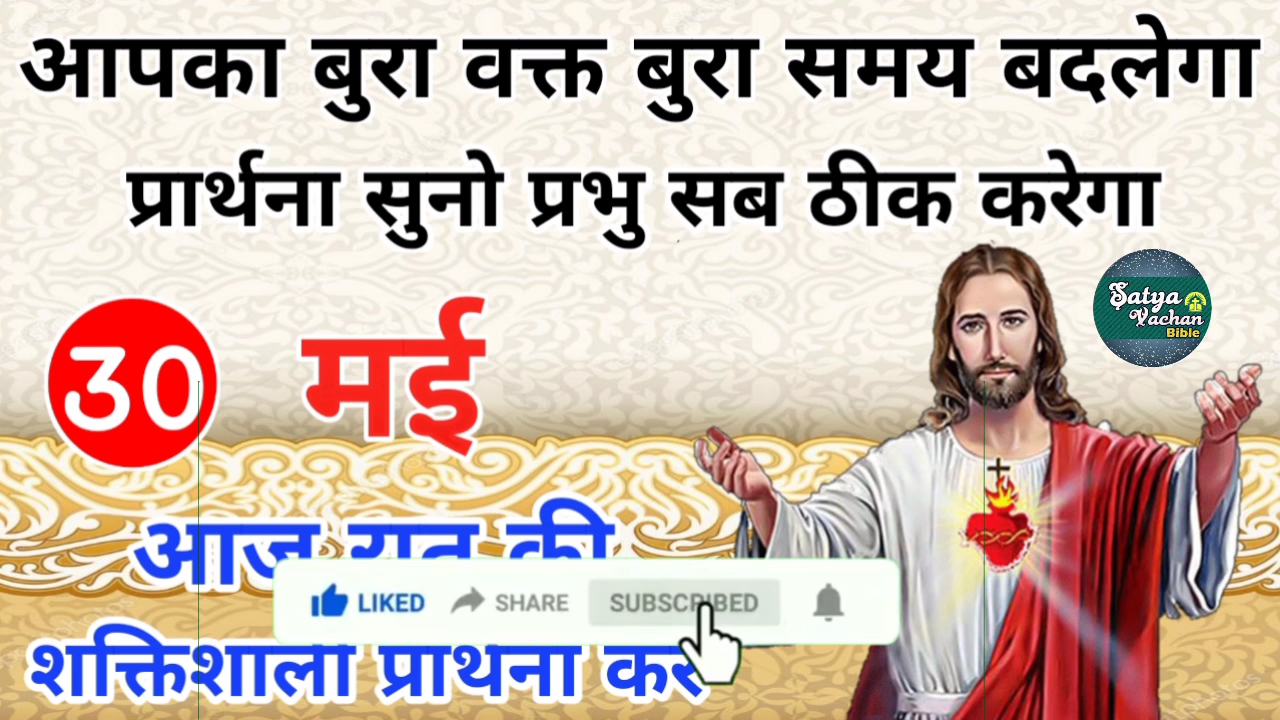 आपका बुरा वक्त बुरा समय बदलेगा
प्रार्थना सुनो प्रभु सब ठीक करेगा
Satya
Vachan
Bible
30 मई
आज रात की
LIKED SHARE SUBSCRIBED
शक्तिशाली प्रार्थना करें